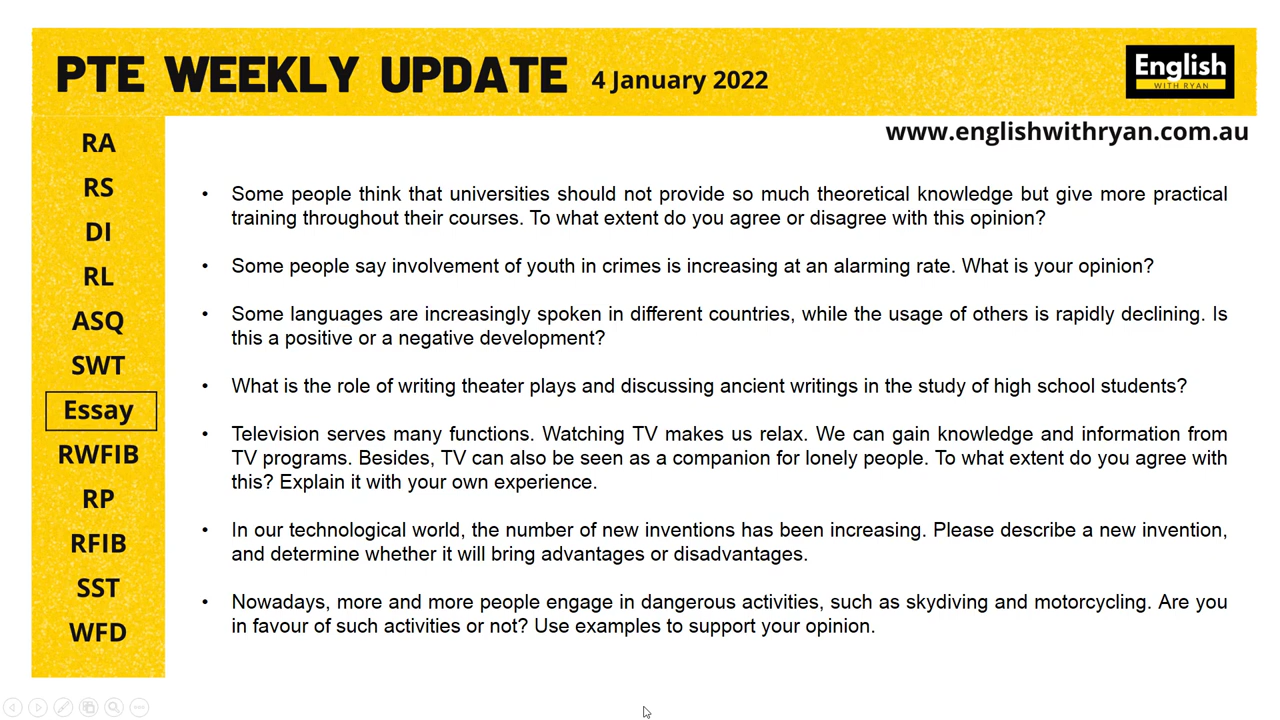 PTE WEEKLY UPDATE 4 January 2022
English
WITH RYAN
www.englishwithryan.com.au
RA
RS
DI
RL
ASQ
SWT
Essay
RWFIB
RP
RFIB
SST
WFD
• Some people think that universities should not provide so much theoretical knowledge but give more practical
training throughout their courses. To what extent do you agree or disagree with this opinion?
• Some people say involvement of youth in crimes is increasing at an alarming rate. What is your opinion?
• Some languages are increasingly spoken in different countries, while the usage of others is rapidly declining. Is
this a positive or a negative development?
• What is the role of writing theater plays and discussing ancient writings in the study of high school students?
• Television serves many functions. Watching TV makes us relax. We can gain knowledge and information from
TV programs. Besides, TV can also be seen as a companion for lonely people. To what extent do you agree with
this? Explain it with your own experience.
• In our technological world, the number of new inventions has been increasing. Please describe a new invention,
and determine whether it will bring advantages or disadvantages.
• Nowadays, more and more people engage in dangerous activities, such as skydiving and motorcycling. Are you
in favour of such activities or not? Use examples to support your opinion.